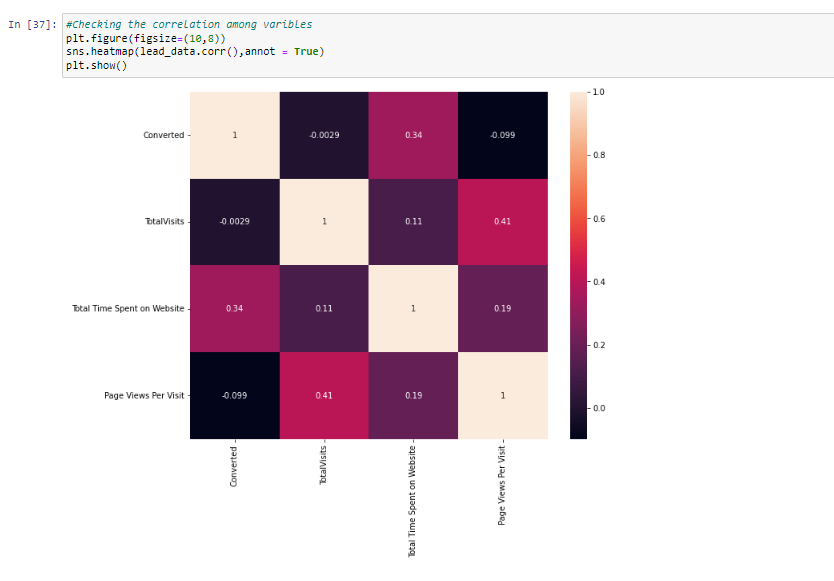 In [37]: #Checking the correlation among varibles
plt.figure(figsize=(10,8))
sns.heatmap(lead_data.corr(),annot = True)
plt.show()
Converted
1
-0.0029
0.34
-0.099
TotalVisits
-0.0029
1
0.11
0.41
Total Time Spent on Website
0.34
0.11
1
0.19
Page Views Per Visit
-0.099
0.41
0.19
1
Converted
TotalVisits
Total Time Spent on Website
Page Views Per Visit
1.0
0.8
0.6
0.4
0.2
0.0